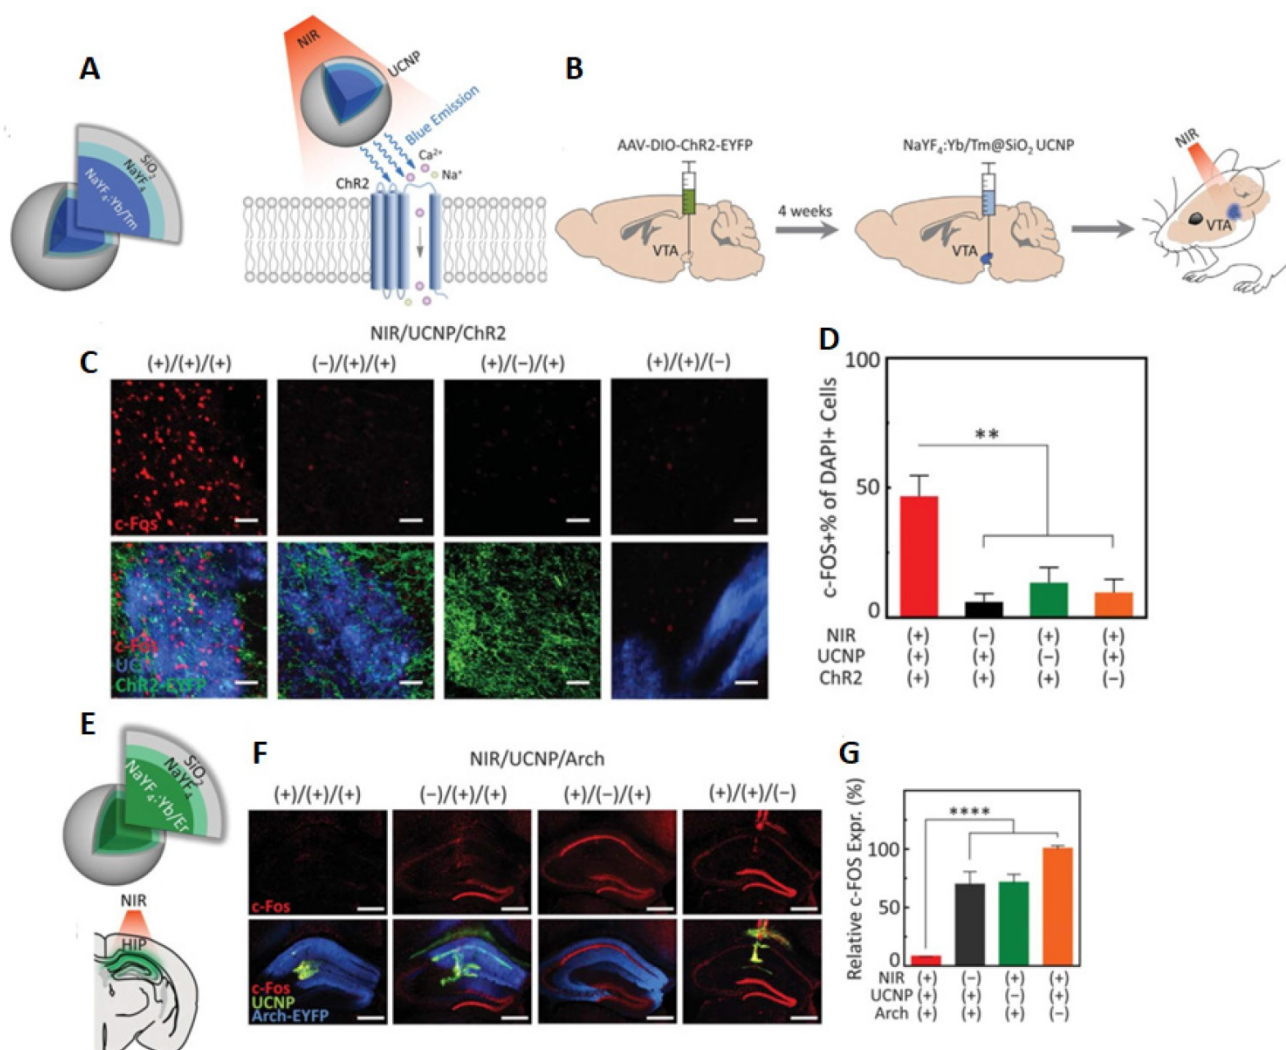 A
NIR
UCNP
Blue Emission
Ca²⁺
Na⁺
ChR2
SiO₂
NaYF₄
NaYF₄:Yb/Tm
B
AAV-DIO-ChR2-EYFP
NaYF₄:Yb/Tm@SiO₂ UCNP
NIR
4 weeks
VTA
VTA
VTA
C
NIR/UCNP/ChR2
(+)/(+)/(+)
(−)/(+)/(+)
(+)/(−)/(+)
(+)/(+)/(−)
c-Fos
c-Fos
UCNP
ChR2-EYFP
D
c-FOS+% of DAPI+ Cells
100
50
0
**
NIR (+) (−) (+) (+)
UCNP (+) (+) (−) (+)
ChR2 (+) (+) (+) (−)
E
SiO₂
NaYF₄
NaYF₄:Yb/Er
NIR
HIP
F
NIR/UCNP/Arch
(+)/(+)/(+)
(−)/(+)/(+)
(+)/(−)/(+)
(+)/(+)/(−)
c-Fos
c-Fos
UCNP
Arch-EYFP
G
Relative c-FOS Expr. (%)
100
50
0
****
NIR (+) (−) (+) (+)
UCNP (+) (+) (−) (+)
Arch (+) (+) (+) (−)